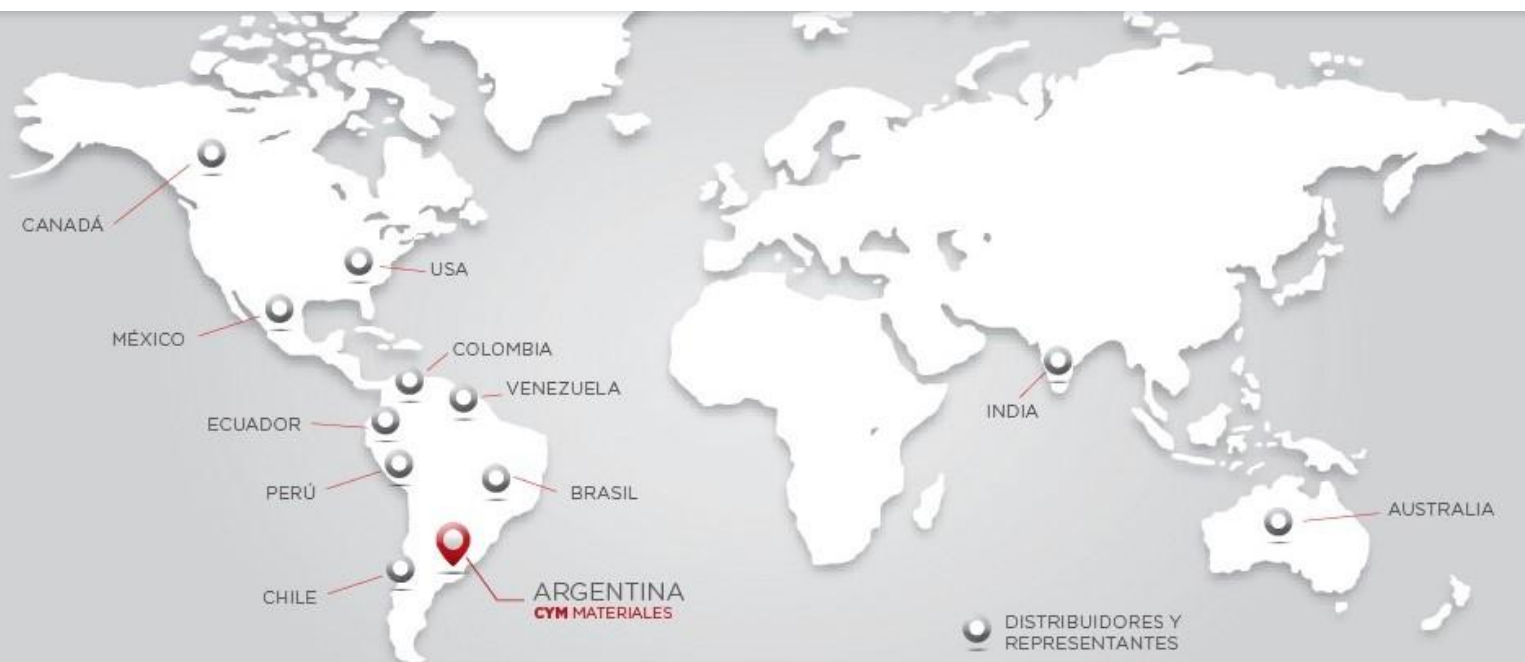 CANADÁ
USA
MÉXICO
COLOMBIA
VENEZUELA
ECUADOR
INDIA
PERÚ
BRASIL
AUSTRALIA
CHILE
ARGENTINA
CYM MATERIALES
DISTRIBUIDORES Y
REPRESENTANTES